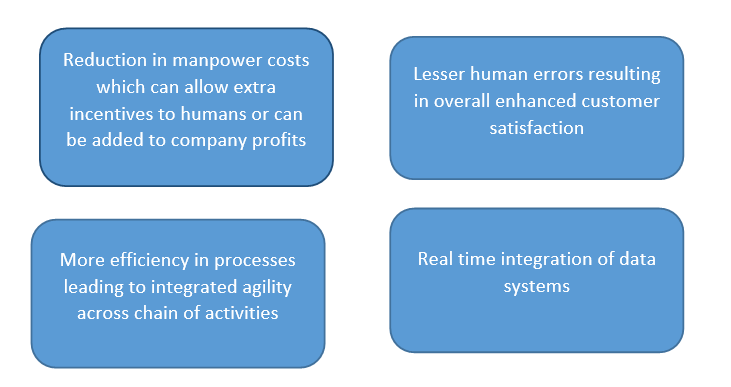 Reduction in manpower costs
which can allow extra
incentives to humans or can
be added to company profits
Lesser human errors resulting
in overall enhanced customer
satisfaction
More efficiency in processes
leading to integrated agility
across chain of activities
Real time integration of data
systems